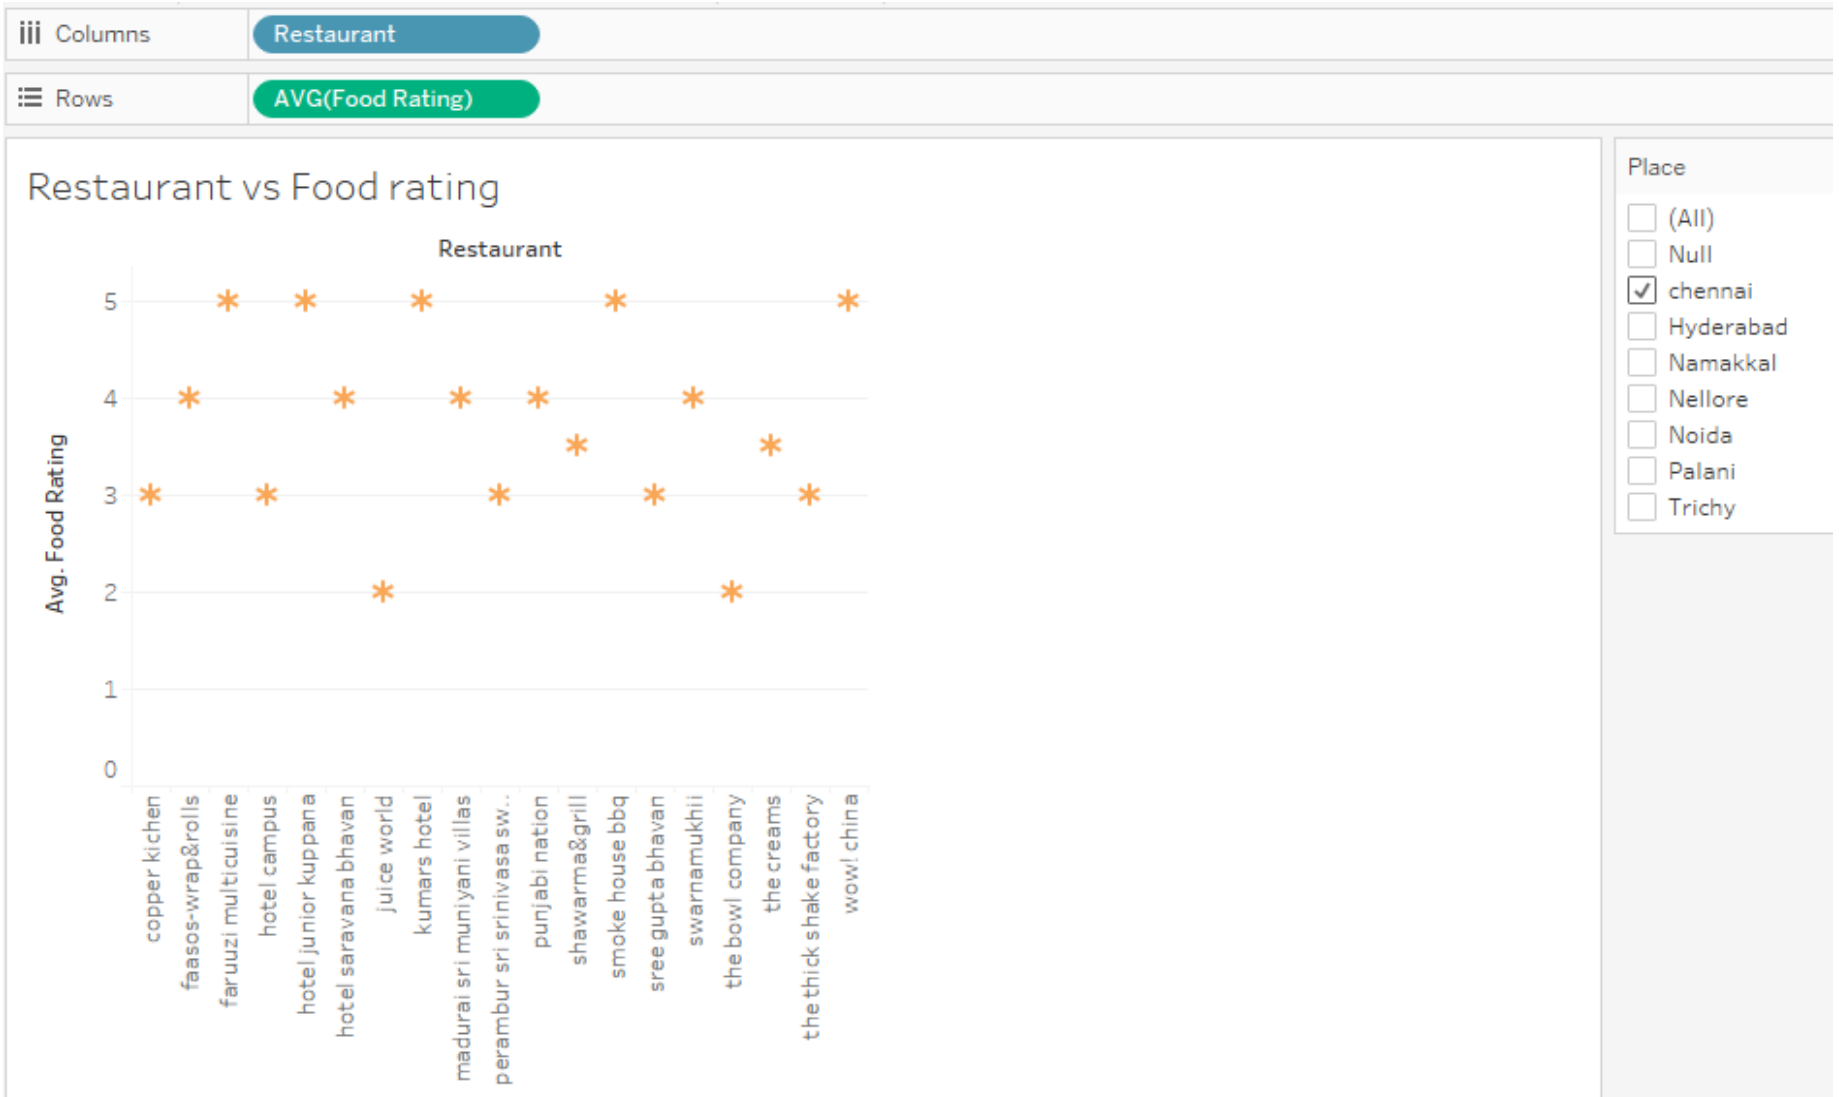 Columns
Restaurant
Rows
AVG(Food Rating)
Restaurant vs Food rating
Restaurant
5
4
3
2
1
0
Avg. Food Rating
copper kichen
faasos-wrap&rolls
faruuzi multicuisine
hotel campus
hotel junior kuppana
hotel saravana bhavan
juice world
kumars hotel
madurai sri muniyani villas
perambur sri srinivasa sw..
punjabi nation
shawarma&grill
smoke house bbq
sree gupta bhavan
swarnamukhii
the bowl company
the creams
the thick shake factory
wow! china
Place
(All)
Null
chennai
Hyderabad
Namakkal
Nellore
Noida
Palani
Trichy